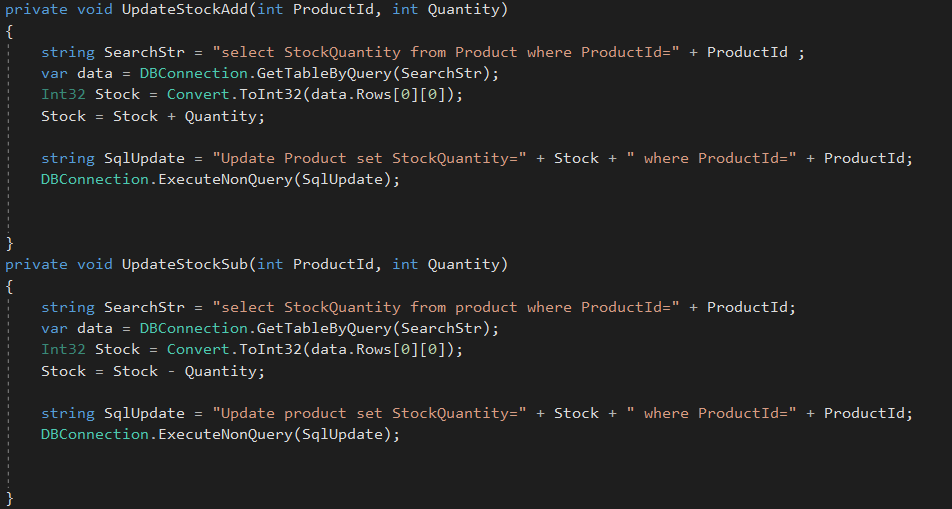 private void UpdateStockAdd(int ProductId, int Quantity)
{
string SearchStr = "select StockQuantity from Product where ProductId=" + ProductId ;
var data = DBConnection.GetTableByQuery(SearchStr);
Int32 Stock = Convert.ToInt32(data.Rows[0][0]);
Stock = Stock + Quantity;
string SqlUpdate = "Update Product set StockQuantity=" + Stock + " where ProductId=" + ProductId;
DBConnection.ExecuteNonQuery(SqlUpdate);
}
private void UpdateStockSub(int ProductId, int Quantity)
{
string SearchStr = "select StockQuantity from product where ProductId=" + ProductId;
var data = DBConnection.GetTableByQuery(SearchStr);
Int32 Stock = Convert.ToInt32(data.Rows[0][0]);
Stock = Stock - Quantity;
string SqlUpdate = "Update product set StockQuantity=" + Stock + " where ProductId=" + ProductId;
DBConnection.ExecuteNonQuery(SqlUpdate);
}